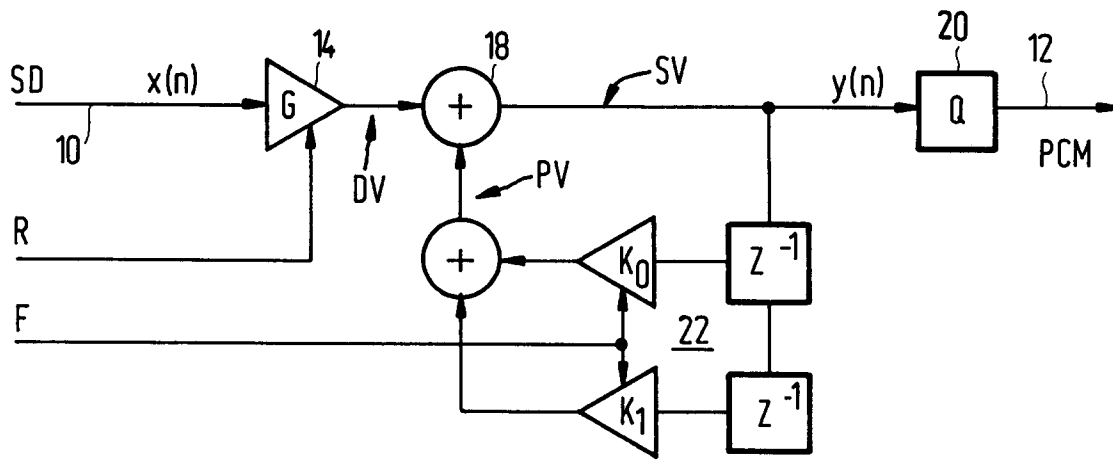 14
18
20
12
SD
x(n)
G
+
SV
y(n)
Q
10
DV
PV
PCM
R
+
K0
Z -1
F
22
K1
Z -1